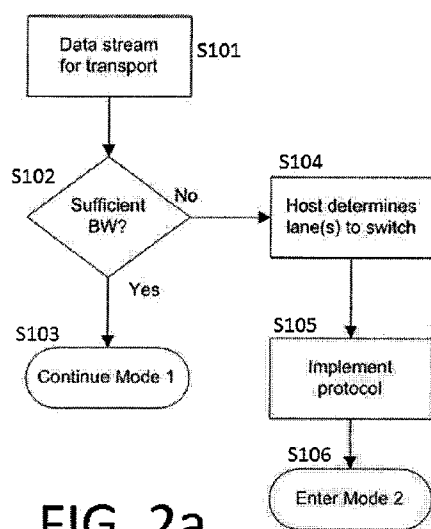 Data stream
for transport
S101
S102
Sufficient
BW?
No
Yes
S103
Continue Mode 1
S104
Host determines
lane(s) to switch
S105
Implement
protocol
S106
Enter Mode 2
FIG. 2a